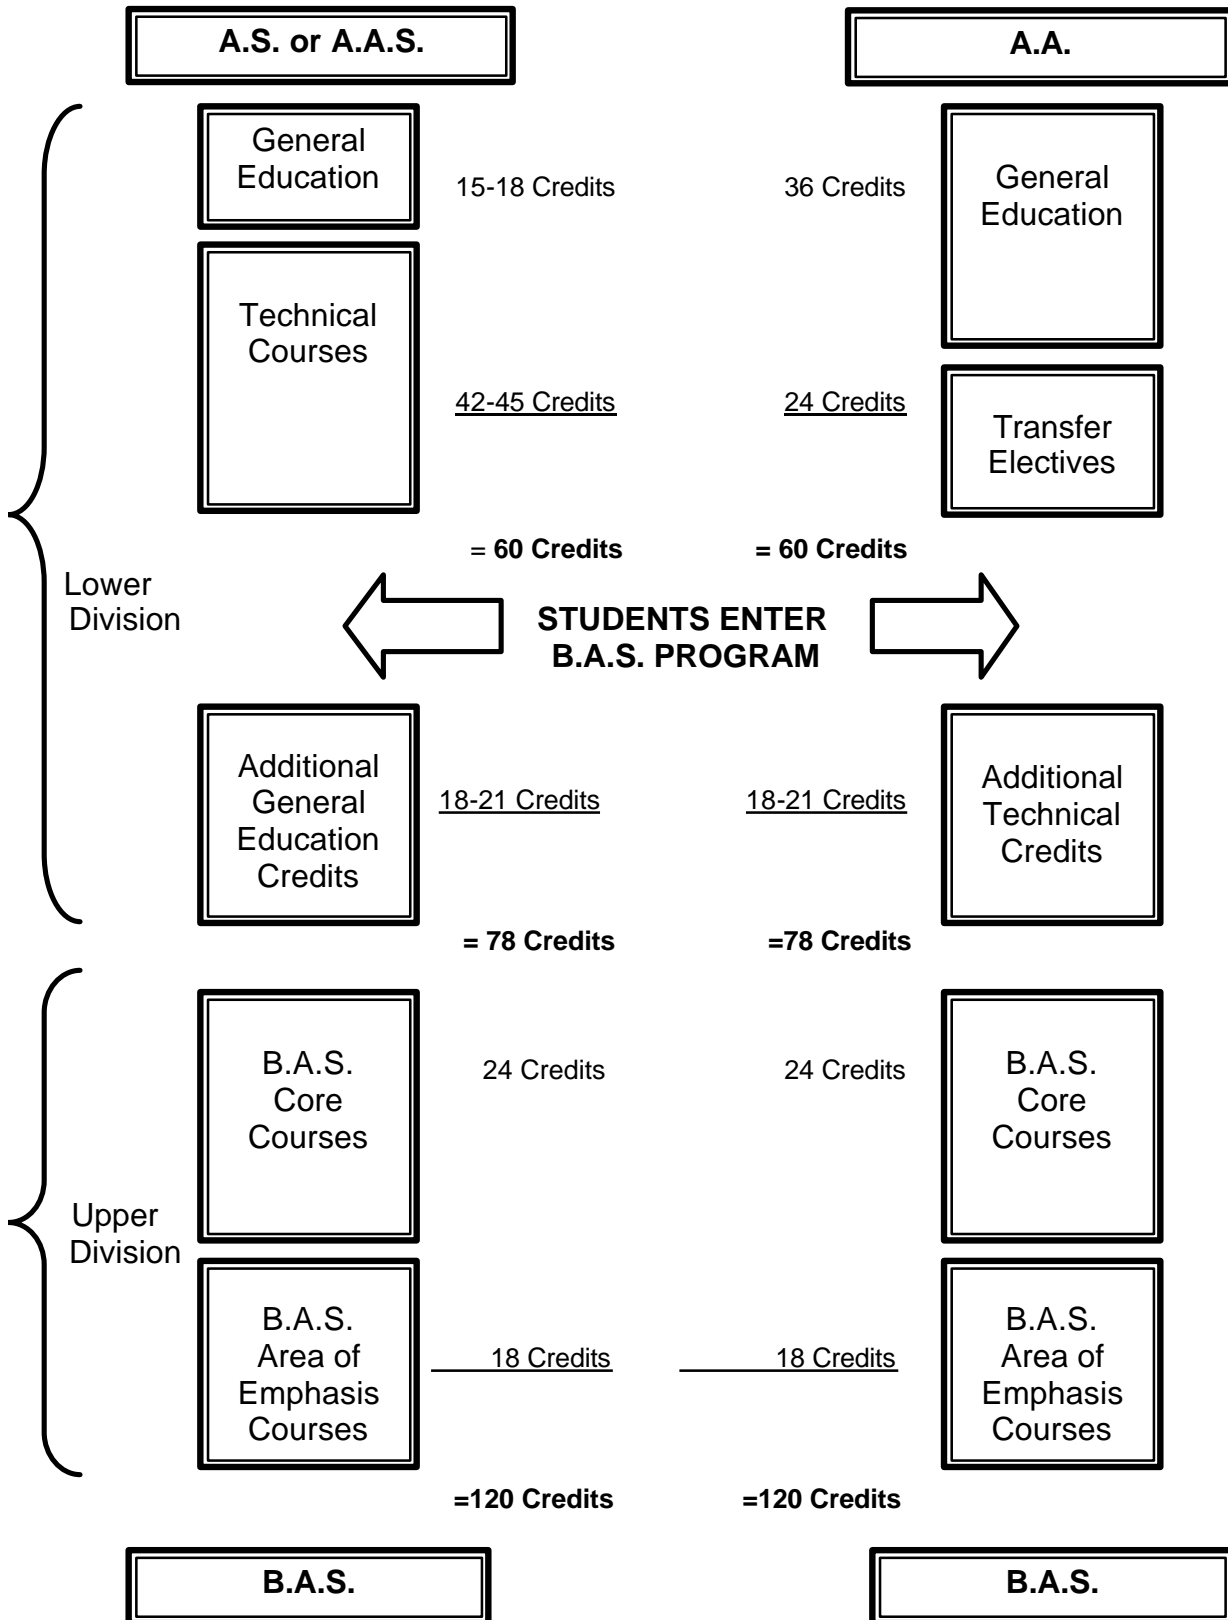 A.S. or A.A.S.
A.A.
General
Education
15-18 Credits
36 Credits
General
Education
Technical
Courses
42-45 Credits
24 Credits
Transfer
Electives
= 60 Credits
= 60 Credits
Lower
Division
STUDENTS ENTER
B.A.S. PROGRAM
Additional
General
Education
Credits
18-21 Credits
18-21 Credits
Additional
Technical
Credits
= 78 Credits
=78 Credits
B.A.S.
Core
Courses
24 Credits
24 Credits
B.A.S.
Core
Courses
Upper
Division
B.A.S.
Area of
Emphasis
Courses
18 Credits
18 Credits
B.A.S.
Area of
Emphasis
Courses
=120 Credits
=120 Credits
B.A.S.
B.A.S.